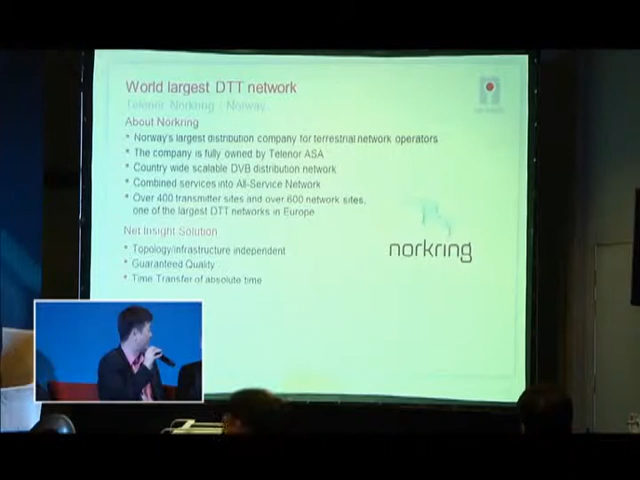 World largest DTT network
Telenor Norkring - Norway
About Norkring
• Norway's largest distribution company for terrestrial network operators
• The company is fully owned by Telenor ASA
• Country wide scalable DVB distribution network
• Combined services into All-Service Network
• Over 400 transmitter sites and over 600 network sites,
one of the largest DTT networks in Europe
Net Insight Solution
• Topology/infrastructure independent
• Guaranteed Quality
• Time Transfer of absolute time
norkring